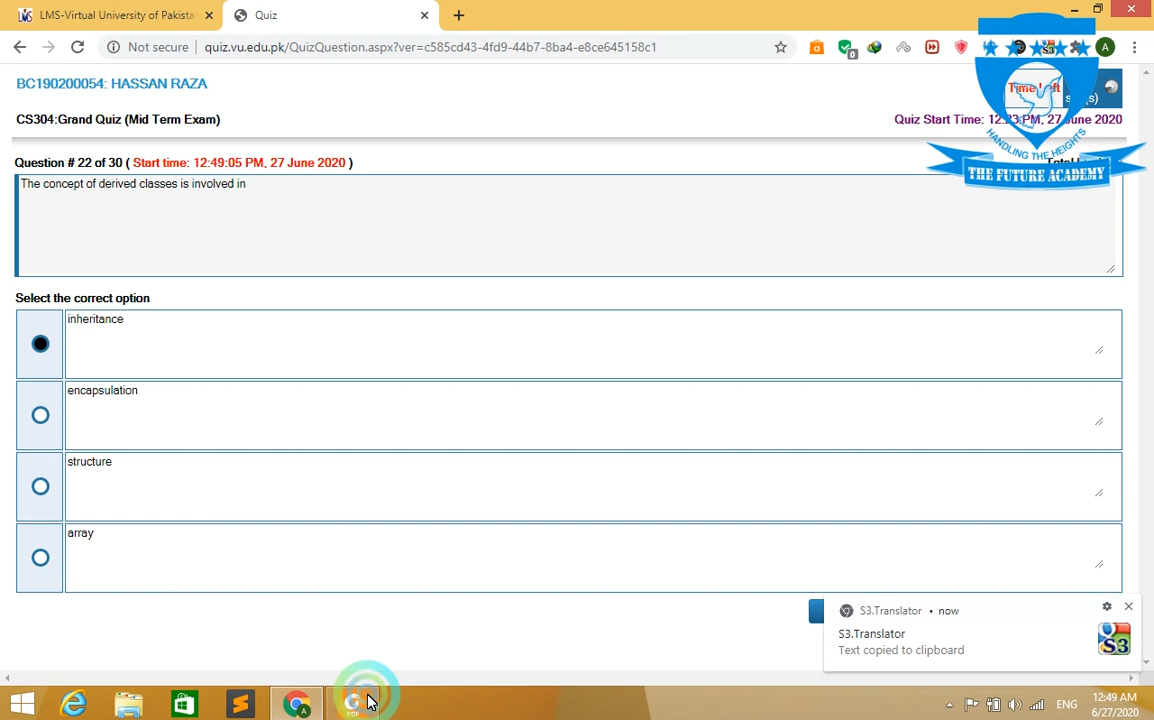 LMS-Virtual University of Pakista
Quiz
Not secure
quiz.vu.edu.pk/QuizQuestion.aspx?ver=c585cd43-4fd9-44b7-8ba4-e8ce645158c1
BC190200054: HASSAN RAZA
Time Left
s(s)
CS304:Grand Quiz (Mid Term Exam)
Quiz Start Time: 12:23 PM, 27 June 2020
HANDLING THE HEIGHTS
THE FUTURE ACADEMY
Question # 22 of 30 ( Start time: 12:49:05 PM, 27 June 2020 )
The concept of derived classes is involved in
Select the correct option
inheritance
encapsulation
structure
array
S3.Translator • now
S3.Translator
Text copied to clipboard
S3
PDF
ENG
12:49 AM
6/27/2020